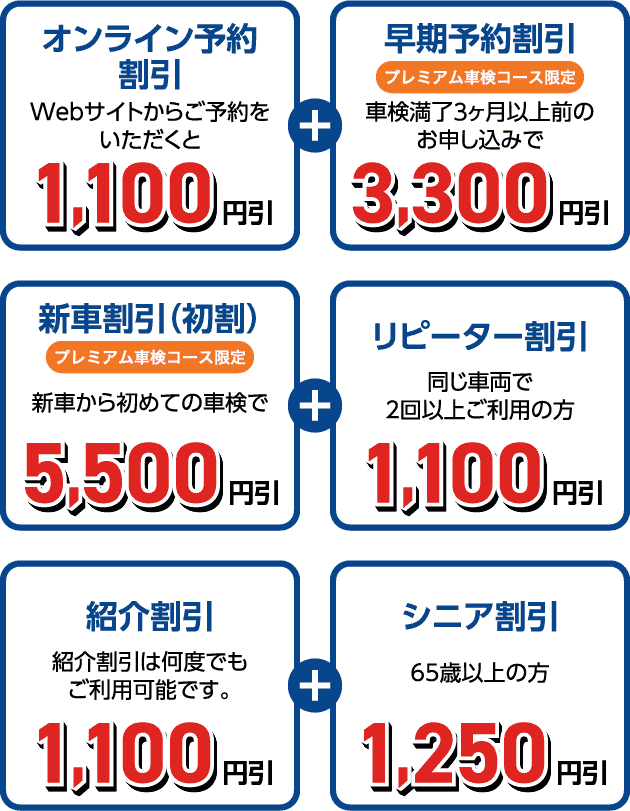 オンライン予約
割引
Webサイトからご予約を
いただくと
1,100円引
+
早期予約割引
プレミアム車検コース限定
車検満了3ヶ月以上前の
お申し込みで
3,300円引
新車割引(初割)
プレミアム車検コース限定
新車から初めての車検で
5,500円引
+
リピーター割引
同じ車両で
2回以上ご利用の方
1,100円引
紹介割引
紹介割引は何度でも
ご利用可能です。
1,100円引
+
シニア割引
65歳以上の方
1,250円引